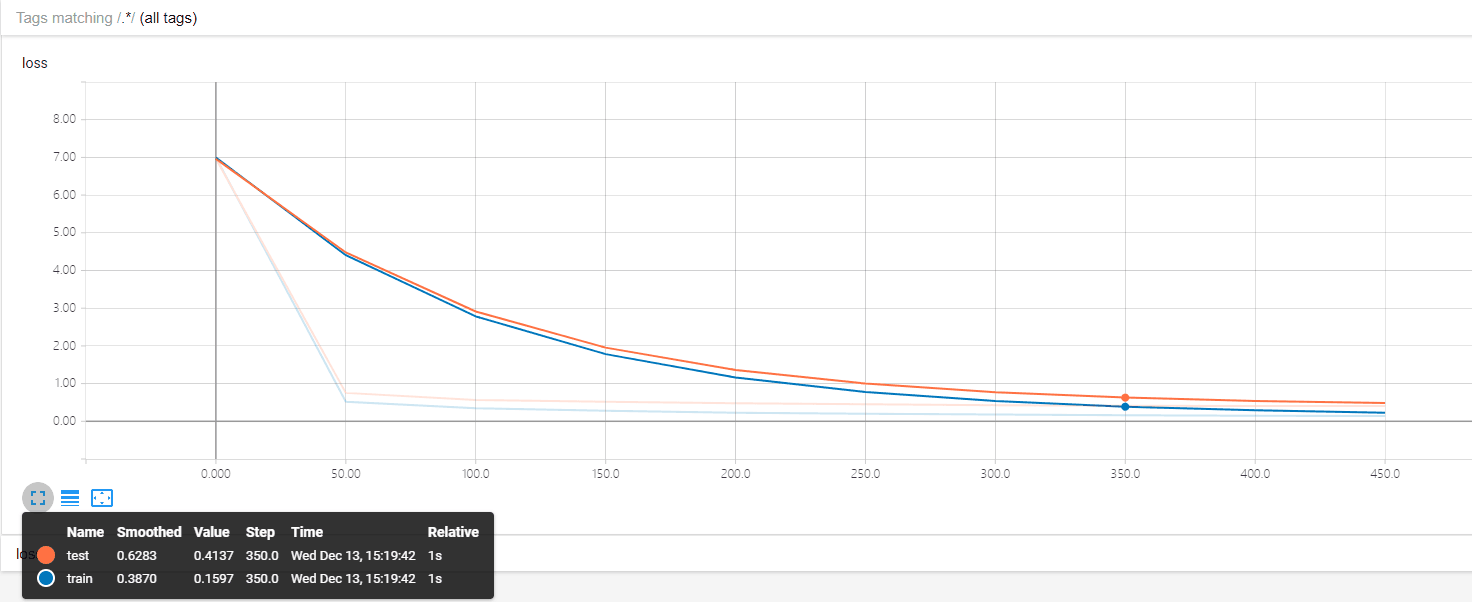 Tags matching /.*/ (all tags)
loss
8.00
7.00
6.00
5.00
4.00
3.00
2.00
1.00
0.00
0.000 50.00 100.0 150.0 200.0 250.0 300.0 350.0 400.0 450.0
Name Smoothed Value Step Time Relative
los test 0.6283 0.4137 350.0 Wed Dec 13, 15:19:42 1s
train 0.3870 0.1597 350.0 Wed Dec 13, 15:19:42 1s